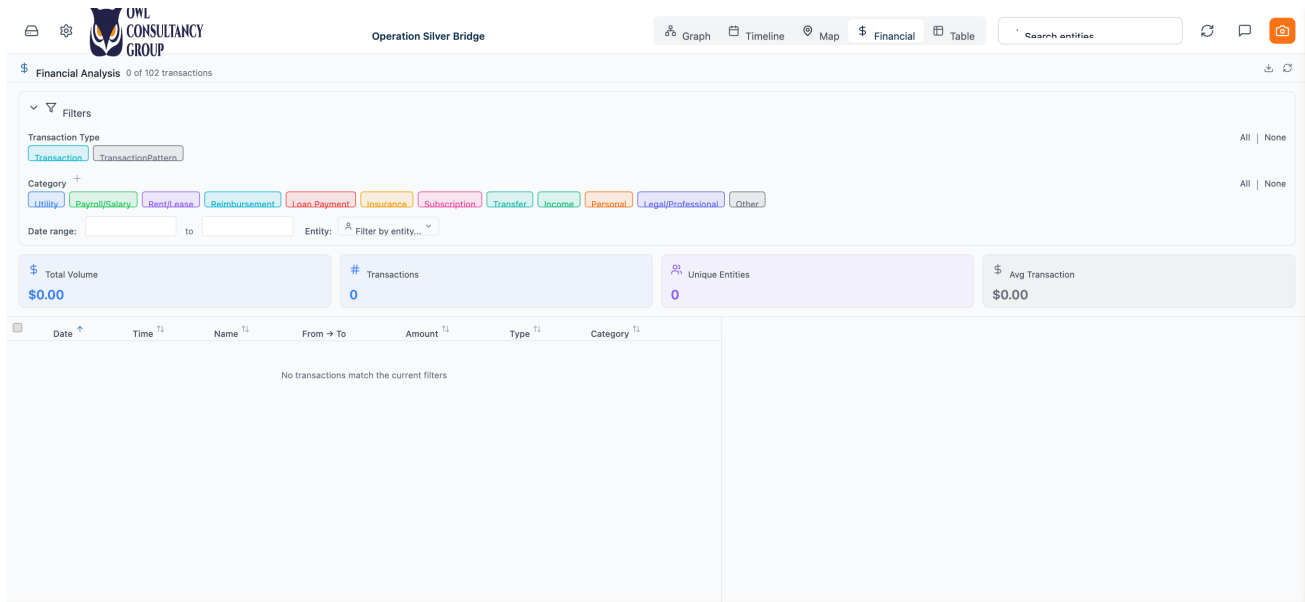 OWL
CONSULTANCY
GROUP
Operation Silver Bridge
Graph
Timeline
Map
Financial
Table
Search entities
Financial Analysis 0 of 102 transactions
Filters
Transaction Type
All | None
Transaction
TransactionPattern
Category
All | None
Utility
Payroll/Salary
Rent/Lease
Reimbursement
Loan Payment
Insurance
Subscription
Transfer
Income
Personal
Legal/Professional
Other
Date range:
to
Entity:
Filter by entity...
$ Total Volume
$0.00
# Transactions
0
Unique Entities
0
$ Avg Transaction
$0.00
Date
Time
Name
From → To
Amount
Type
Category
No transactions match the current filters